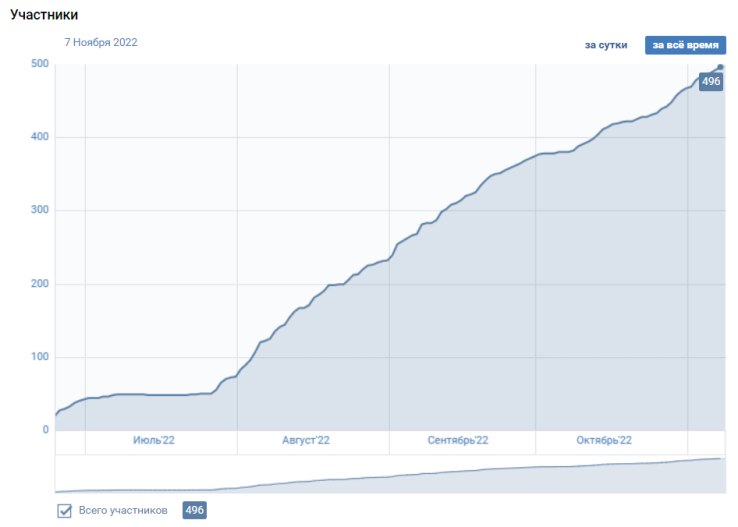 Участники
7 Ноября 2022
за сутки
за всё время
500
496
400
300
200
100
0
Июль'22 Август'22 Сентябрь'22 Октябрь'22
Всего участников 496